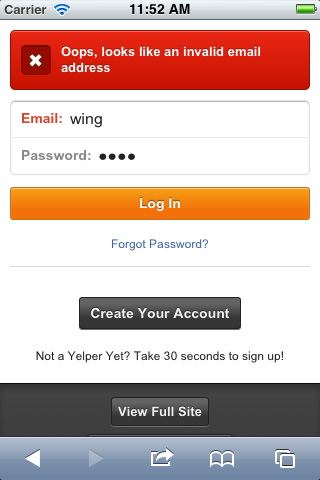 Carrier 11:52 AM
Oops, looks like an invalid email
address
Email: wing
Password: ●●●●
Log In
Forgot Password?
Create Your Account
Not a Yelper Yet? Take 30 seconds to sign up!
View Full Site